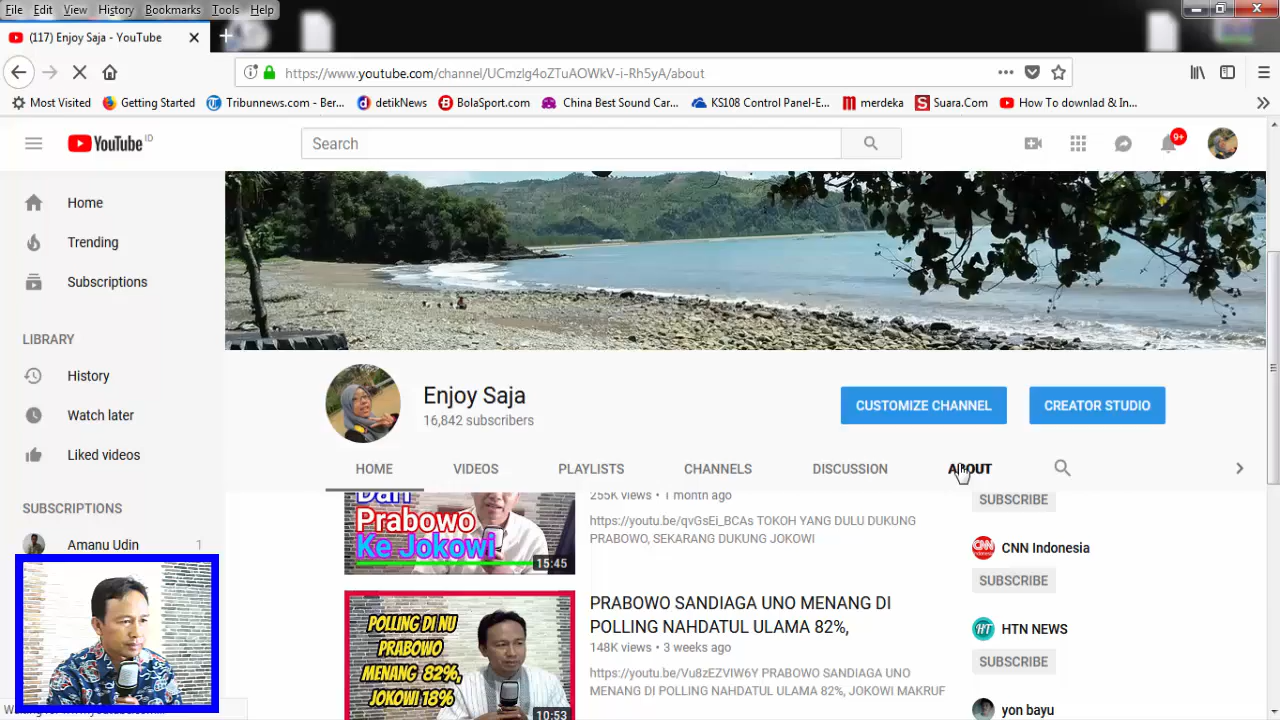 File Edit View History Bookmarks Tools Help
(117) Enjoy Saja - YouTube
https://www.youtube.com/channel/UCmzlg4oZTuAOWkV-i-Rh5yA/about
Most Visited Getting Started Tribunnews.com - Ber... detikNews BolaSport.com China Best Sound Car... KS108 Control Panel-E... merdeka Suara.Com How To downlad & In...
YouTube ID
Search
9+
Home
Trending
Subscriptions
LIBRARY
History
Watch later
Liked videos
SUBSCRIPTIONS
Amanu Udin 1
Enjoy Saja
16,842 subscribers
CUSTOMIZE CHANNEL
CREATOR STUDIO
HOME VIDEOS PLAYLISTS CHANNELS DISCUSSION ABOUT
Dari
Prabowo
Ke Jokowi
15:45
255K views • 1 month ago
TOKOH YANG DULU DUKUNG
PRABOWO, SEKARANG DUKUNG JOKOWI
POLLING DI NU
PRABOWO
MENANG 82%,
JOKOWI 18%
10:53
PRABOWO SANDIAGA UNO MENANG DI
POLLING NAHDATUL ULAMA 82%,
148K views • 3 weeks ago
https://youtu.be/Vu8zEZVIW6Y PRABOWO SANDIAGA UNO
MENANG DI POLLING NAHDATUL ULAMA 82%, JOKOWI MAKRUF
SUBSCRIBE
CNN Indonesia
SUBSCRIBE
HTN NEWS
SUBSCRIBE
yon bayu